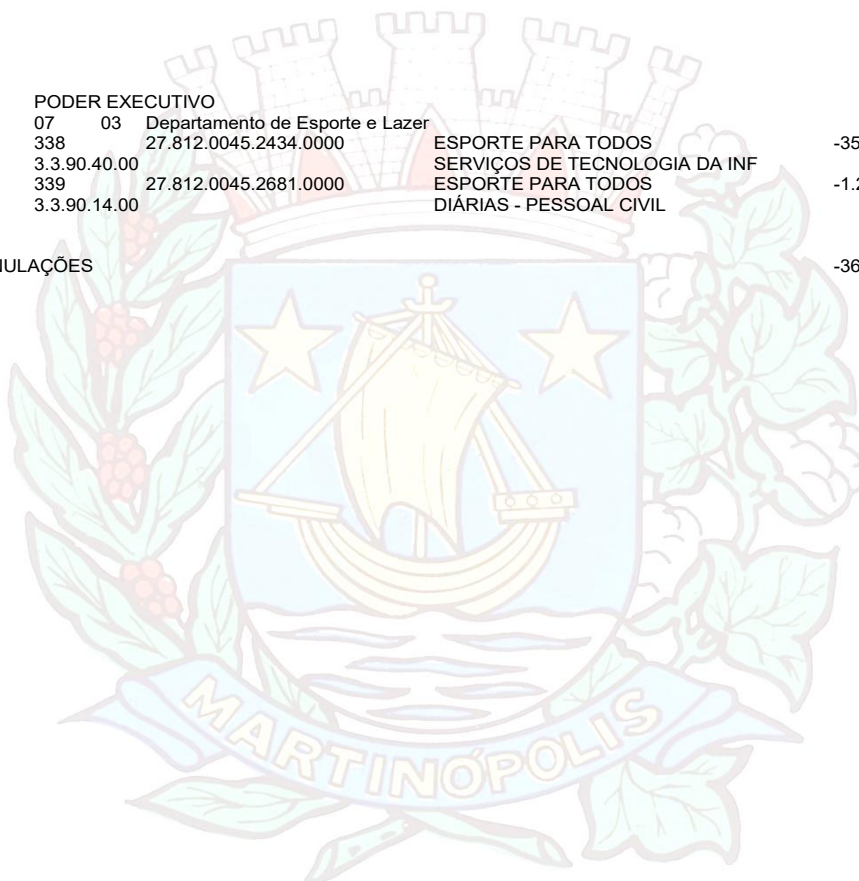 PODER EXECUTIVO
07 03 Departamento de Esporte e Lazer
338 27.812.0045.2434.0000 ESPORTE PARA TODOS
3.3.90.40.00 SERVIÇOS DE TECNOLOGIA DA INF
339 27.812.0045.2681.0000 ESPORTE PARA TODOS
3.3.90.14.00 DIÁRIAS - PESSOAL CIVIL
MARTINÓPOLIS